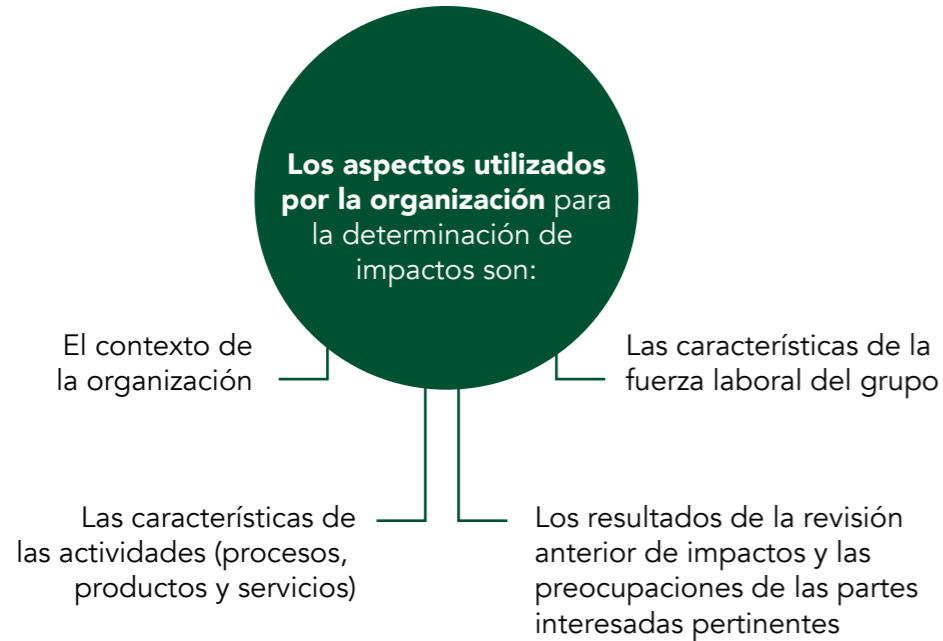 Los aspectos utilizados
por la organización para
la determinación de
impactos son:
El contexto de
la organización
Las características de la
fuerza laboral del grupo
Las características de
las actividades (procesos,
productos y servicios)
Los resultados de la revisión
anterior de impactos y las
preocupaciones de las partes
interesadas pertinentes